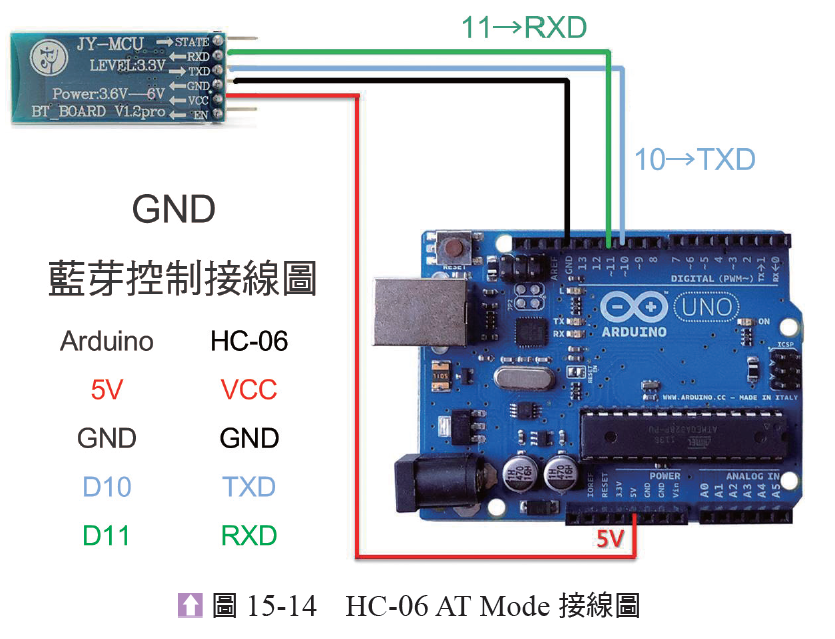 11→RXD
JY-MCU
→STATE
←RXD
LEVEL:3.3V
→TXD
←GND
Power:3.6V—6V
←VCC
BT_BOARD V1.2pro
←EN
10→TXD
GND
藍芽控制接線圖
Arduino HC-06
5V VCC
GND GND
D10 TXD
D11 RXD
RESET
AREF
GND
13
12
~11
~10
~9
8
7
~6
~5
4
~3
2
TX→1
RX←0
DIGITAL (PWM~)
L
TX
RX
ARDUINO
UNO
ON
ICSP
RESET
EN
WWW.ARDUINO.CC - MADE IN ITALY
POWER
ANALOG IN
IOREF
RESET
3.3V
5V
GND
GND
Vin
A0
A1
A2
A3
A4
A5
5V
圖 15-14 HC-06 AT Mode 接線圖